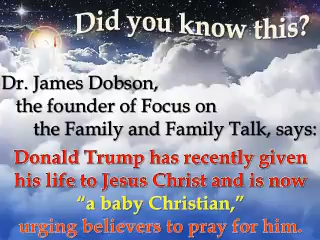 Did you know this?
Dr. James Dobson,
the founder of Focus on
the Family and Family Talk, says:
Donald Trump has recently given
his life to Jesus Christ and is now
“a baby Christian,”
urging believers to pray for him.